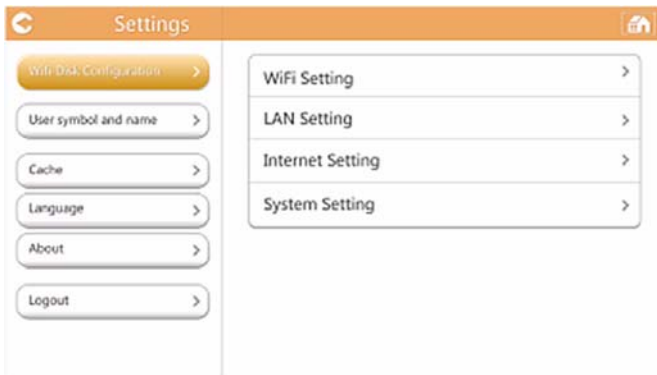 Settings
Wifi Disk Configuration
User symbol and name
Cache
Language
About
Logout
WiFi Setting
LAN Setting
Internet Setting
System Setting